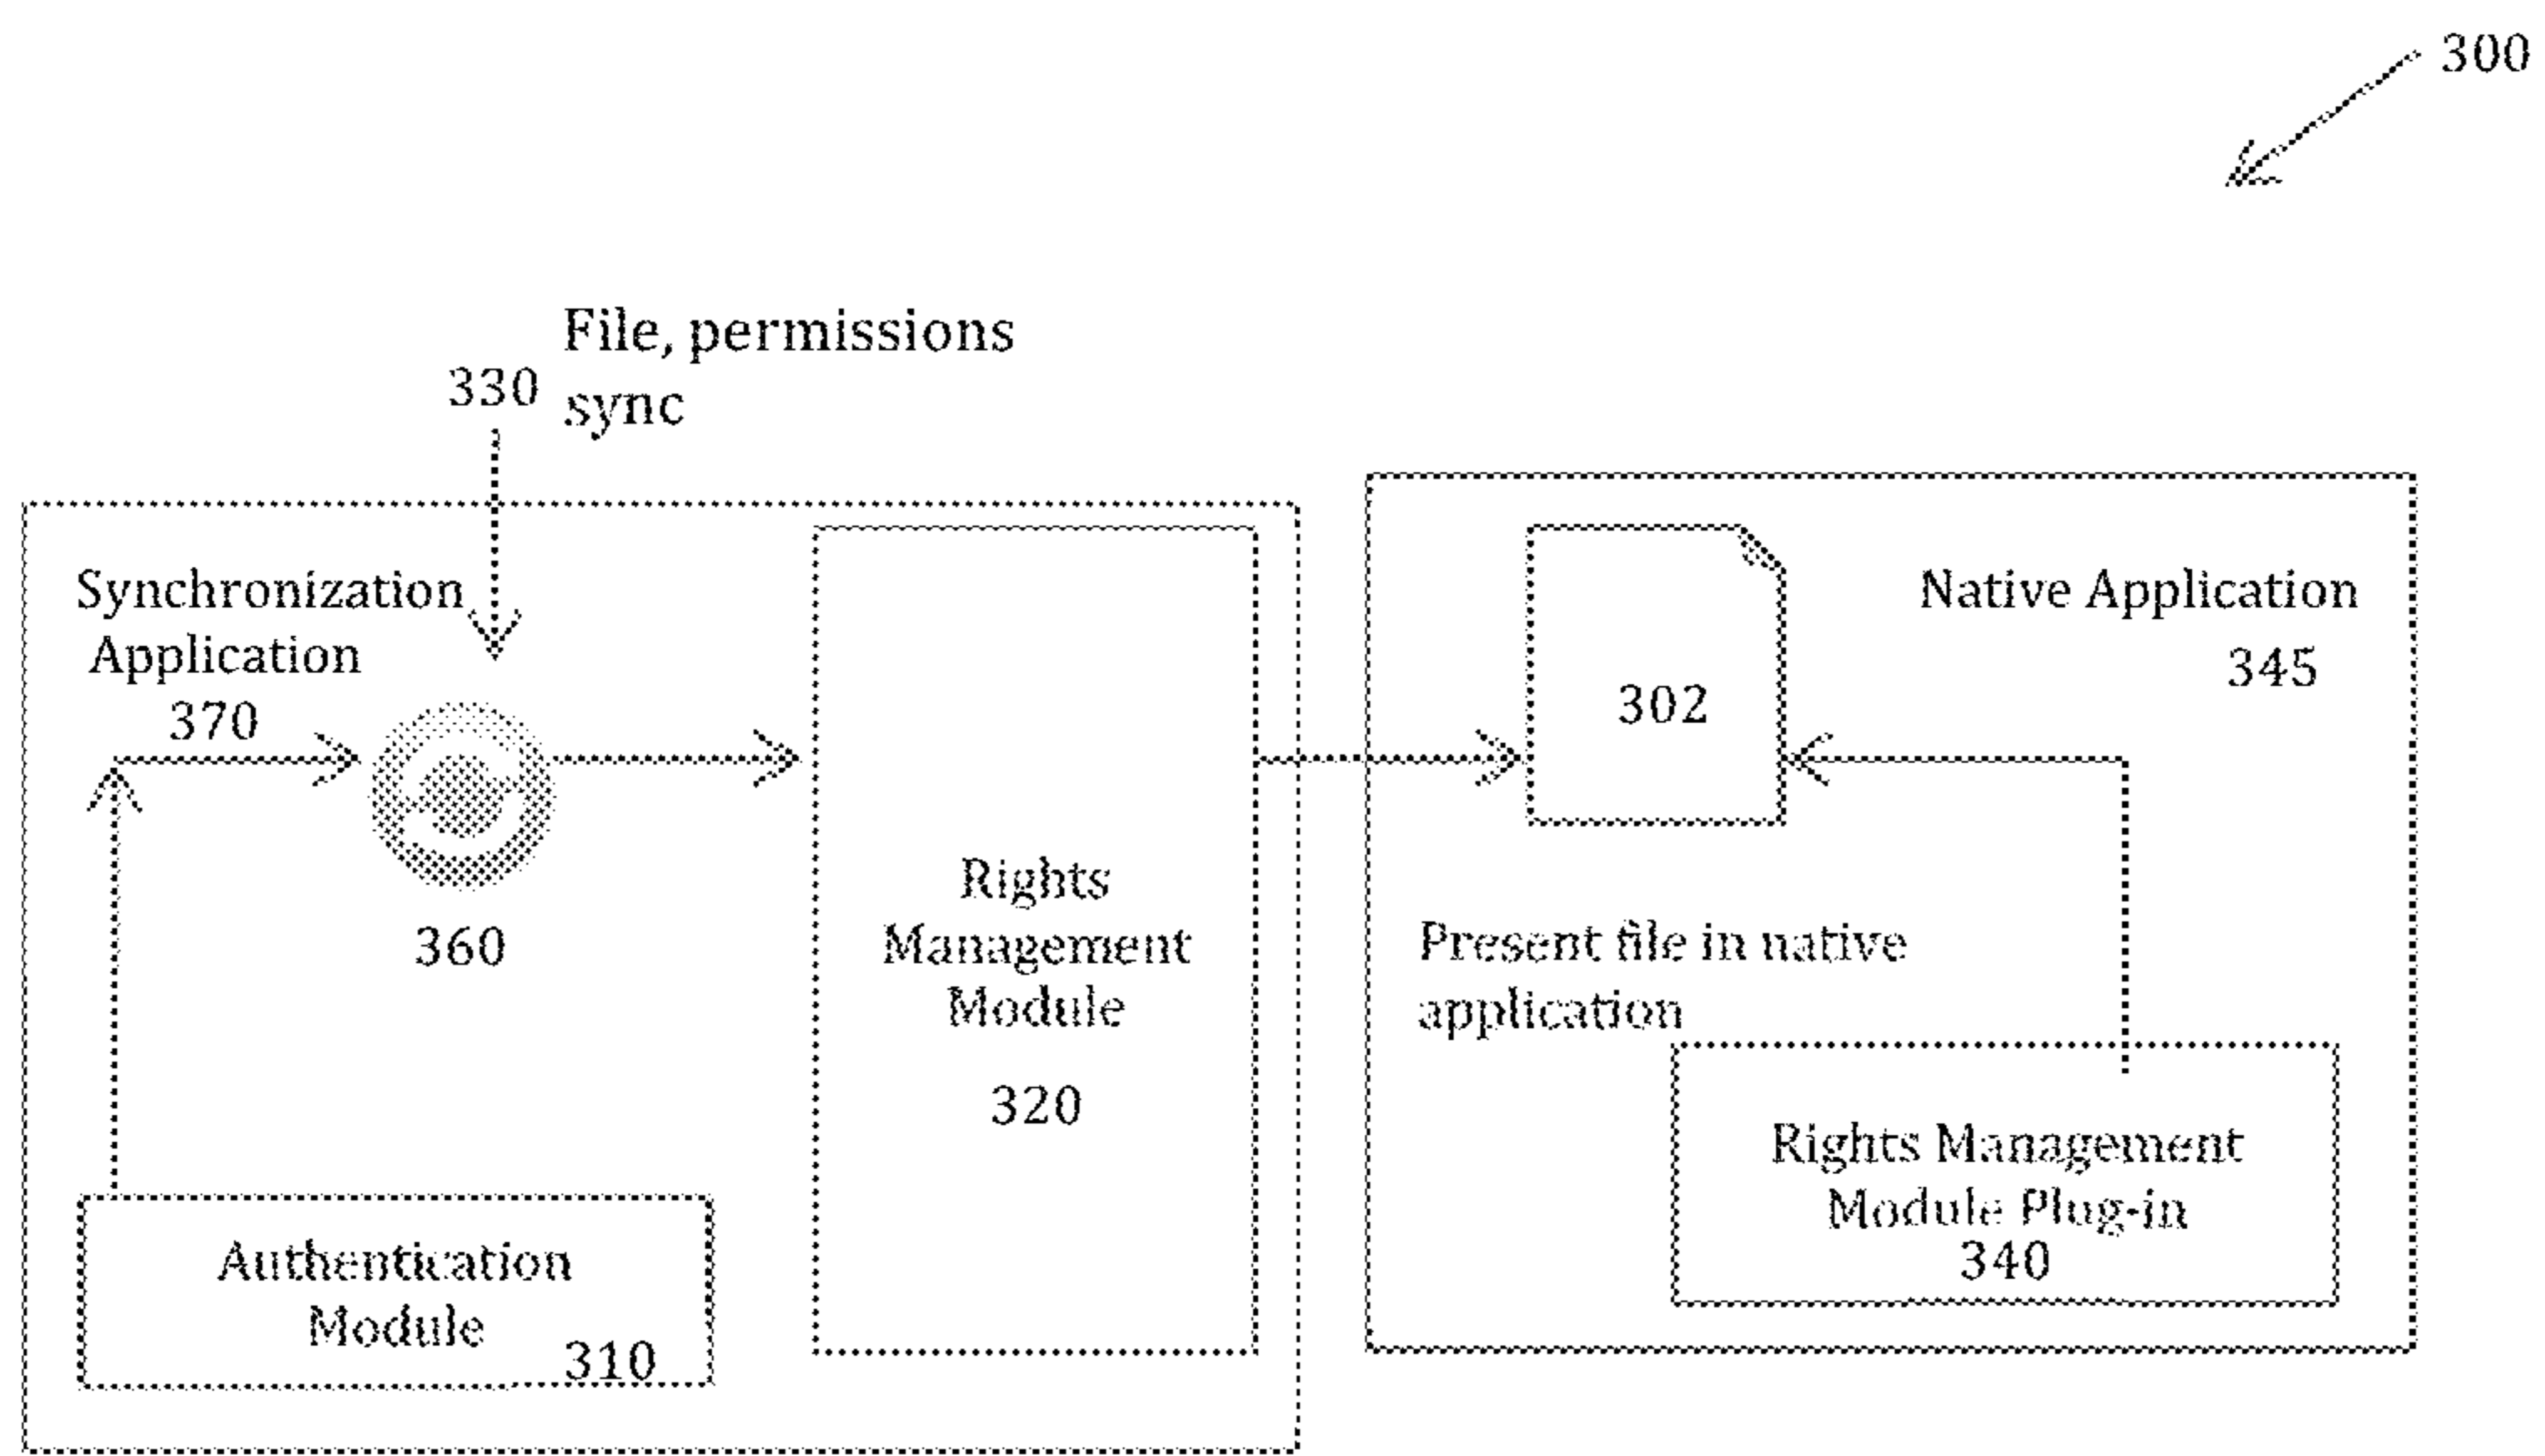 300
File, permissions
330
sync
Synchronization
Application
370
360
Rights
Management
Module
320
Authentication
Module
310
302
Native Application
345
Present file in native
application
Rights Management
Module Plug-in
340